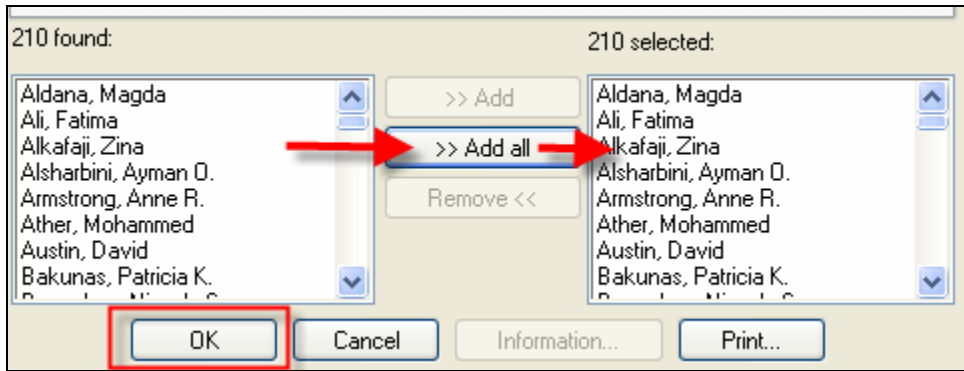 210 found:
210 selected:
Aldana, Magda
Ali, Fatima
Alkafaji, Zina
Alsharbini, Ayman O.
Armstrong, Anne R.
Ather, Mohammed
Austin, David
Bakunas, Patricia K.
>> Add
>> Add all
Remove <<
Aldana, Magda
Ali, Fatima
Alkafaji, Zina
Alsharbini, Ayman O.
Armstrong, Anne R.
Ather, Mohammed
Austin, David
Bakunas, Patricia K.
OK
Cancel
Information...
Print...